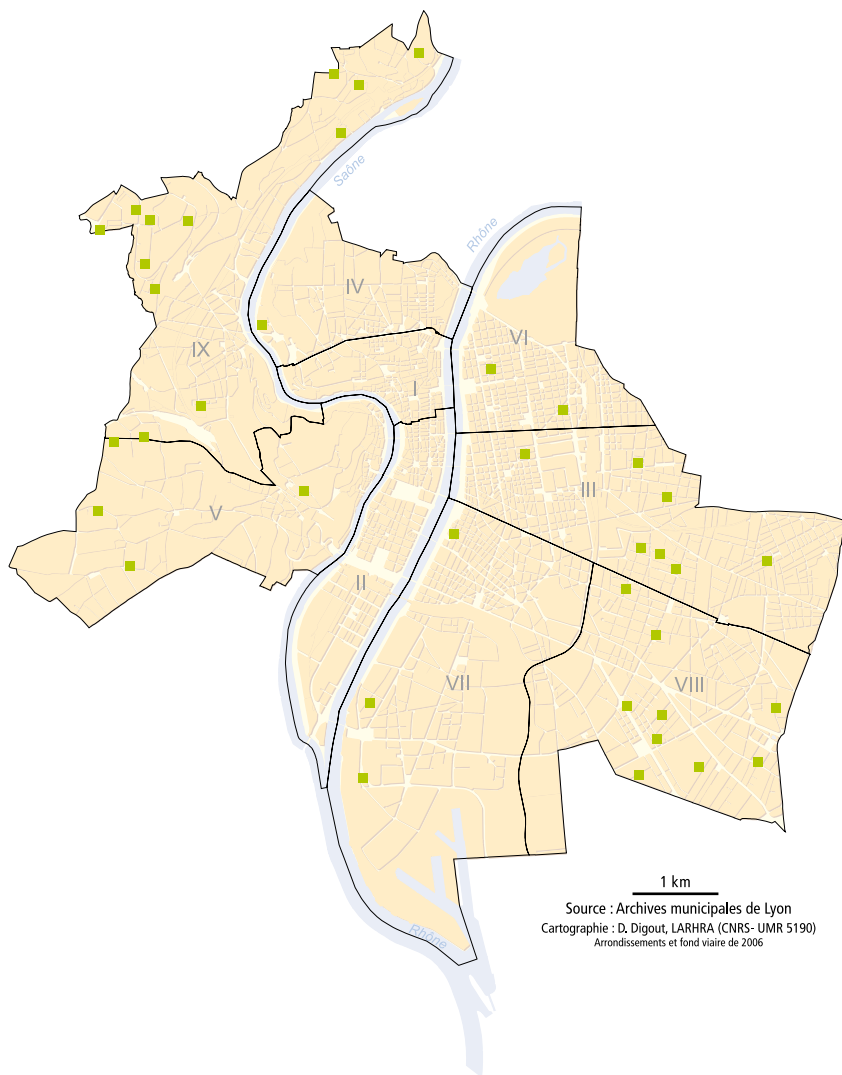 Saône
Rhône
IV
VI
IX
I
III
V
II
VII
VIII
Rhône
1 km
Source : Archives municipales de Lyon
Cartographie : D. Digout, LARHRA (CNRS- UMR 5190)
Arrondissements et fond viaire de 2006